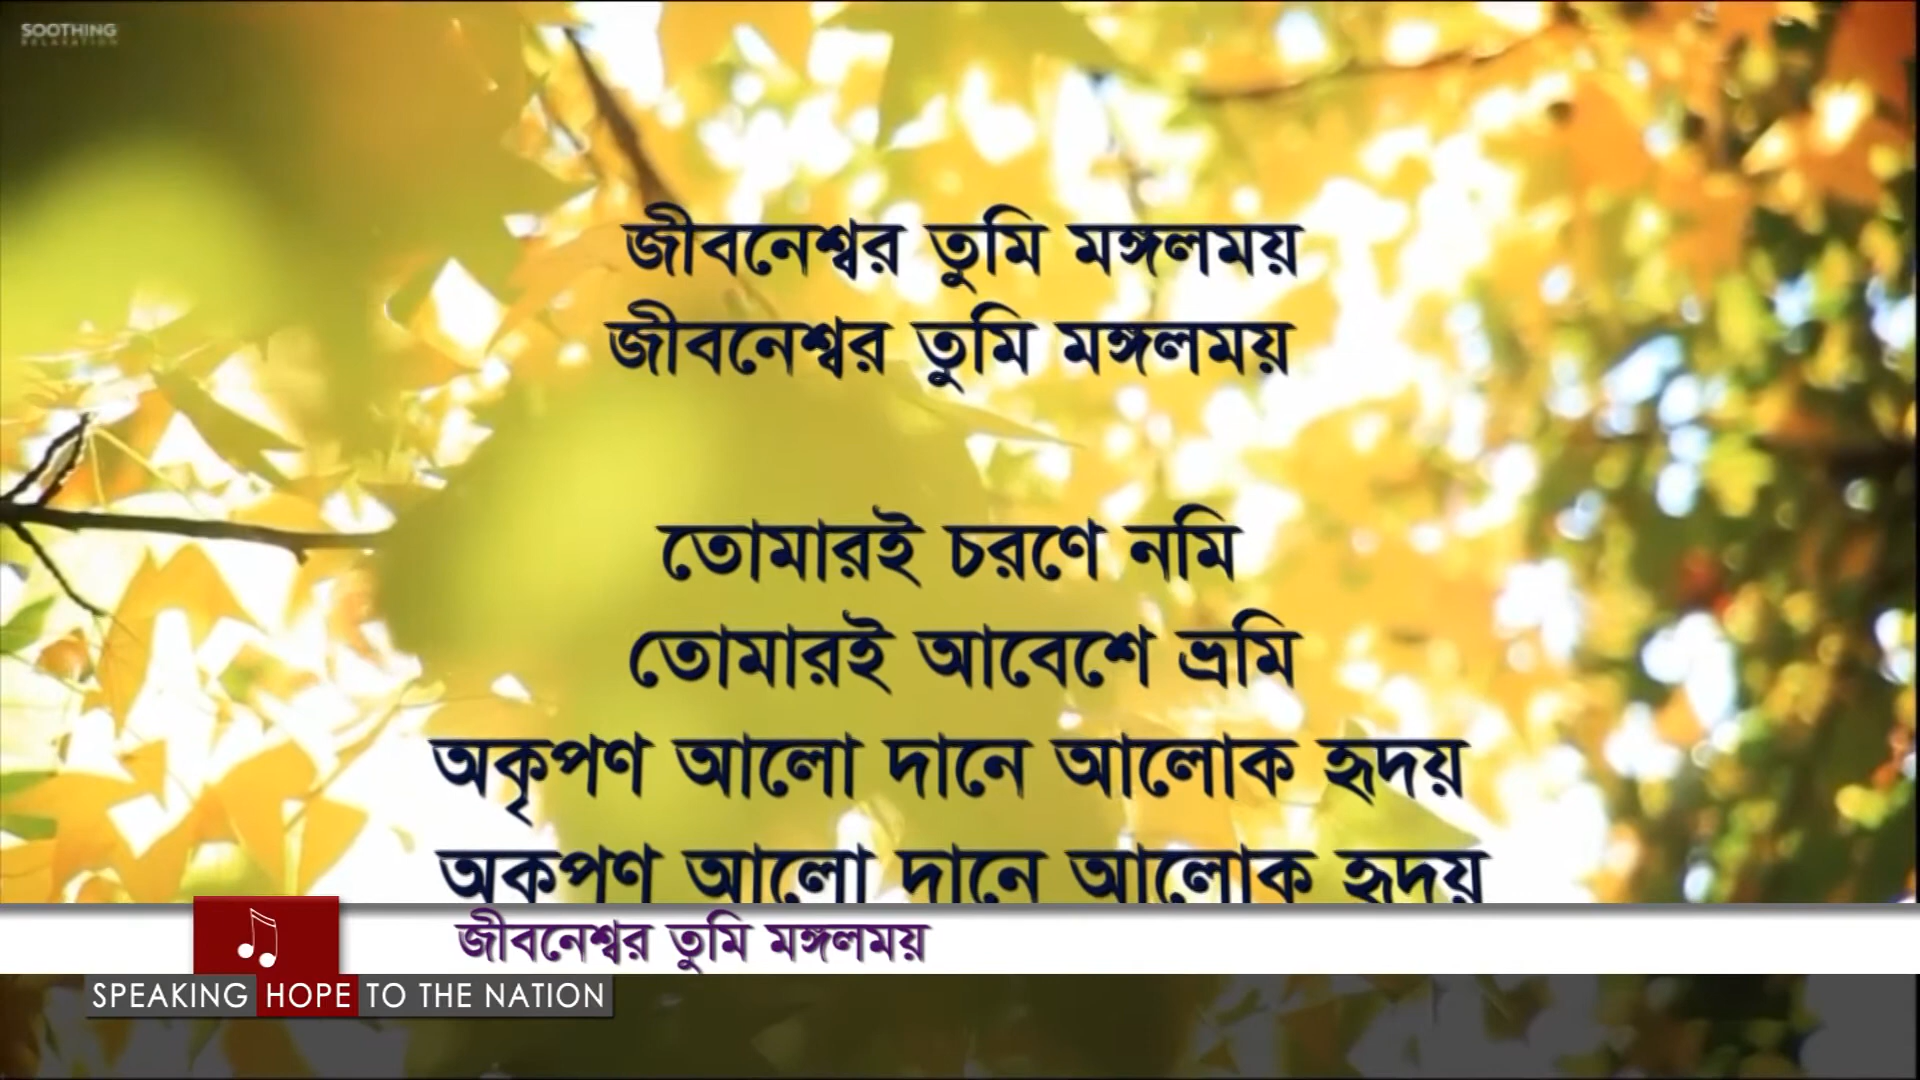 SOOTHING
RELAXATION
জীবনেশ্বর তুমি মঙ্গলময়
জীবনেশ্বর তুমি মঙ্গলময়
তোমারই চরণে নমি
তোমারই আবেশে ভ্রমি
অকৃপণ আলো দানে আলোক হৃদয়
অকৃপণ আলো দানে আলোক হৃদয়
জীবনেশ্বর তুমি মঙ্গলময়
SPEAKING HOPE TO THE NATION